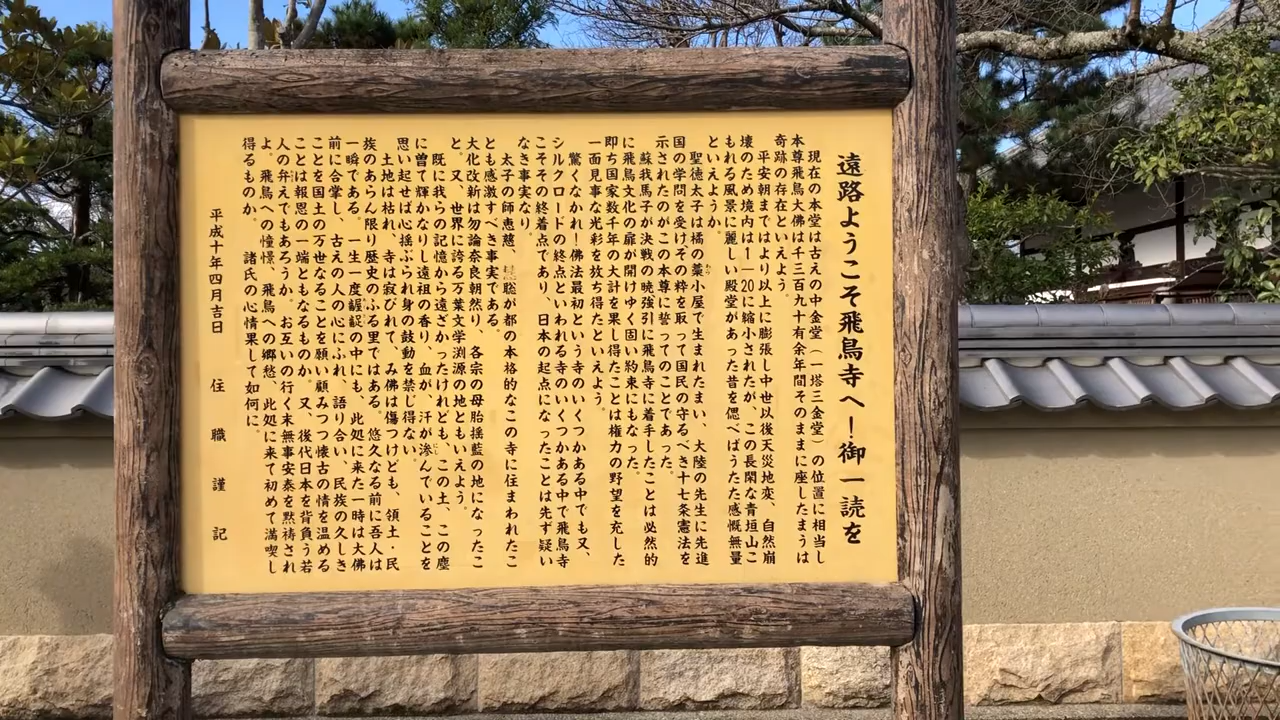 遠路ようこそ飛鳥寺へ!御一読を
現在の本堂は古えの中金堂(一塔三金堂)の位置に相当し
本尊飛鳥大佛は千三百九十有余年間そのままに座したまうは
奇跡の存在といえよう。
平安朝まではより以上に膨張し中世以後天災地変、自然崩
壊のため境内は1―20に縮小されたが、この長閑な青垣山こ
もれる風景に麗しい殿堂があった昔を偲べばうたた感慨無量
といえようか。
聖徳太子は橘の藁小屋で生まれたまい、大陸の先生に先進
国の学問を受けその粋を取って国民の守るべき十七条憲法を
示されたのがこの本尊に誓ってのことであった。
蘇我馬子が決戦の暁強引に飛鳥寺に着手したことは必然的
に飛鳥文化の扉が開けゆく固い約束にもなった。
即ち国家数千年の大計を果し得たことは権力の野望を充した
一面見事な光彩を放ち得たといえよう。
驚くなかれ!佛法最初という寺のいくつかある中でも又、
シルクロードの終点といわれる寺のいくつかある中で飛鳥寺
こそその終着点であり、日本の起点になったことは先ず疑い
なき事実なり。
太子の師恵慈、聡が都の本格的なこの寺に住まわれたこ
とも感激すべき事実である。
大化改新は勿論奈良朝然り、各宗の母胎揺藍の地になったこ
と。又、世界に誇る万葉文学渕源の地ともいえよう。
既に我らの記憶から遠ざかったけれども、この土、この塵
に曽て輝かなりし遠祖の香り、血が、汗が滲んでいることを
思い起せば心揺ぶられ身の鼓動を禁じ得ない。
土地は枯れ、寺は寂びれて、み佛は傷つけども、領土・民
族のあらん限り歴史のふる里ではある。悠久なる前に吾人は
一瞬である。一生一度齷齪の中にも、此処に来た一時は大佛
前に合掌し、古えの人の心にふれ、語り合い、民族の久しき
ことを国土の万世なることを願い顧みつつ懐古の情を温める
ことは報恩の一端ともなるものか。又、後代日本を背負う若
人の弁えでもあろうか。お互いの行く末無事安泰を黙祷され
よ。飛鳥への憧憬、飛鳥への郷愁、此処に来て初めて満喫し
得るものか。諸氏の心情果して如何に。
平成十年四月吉日 住職謹記